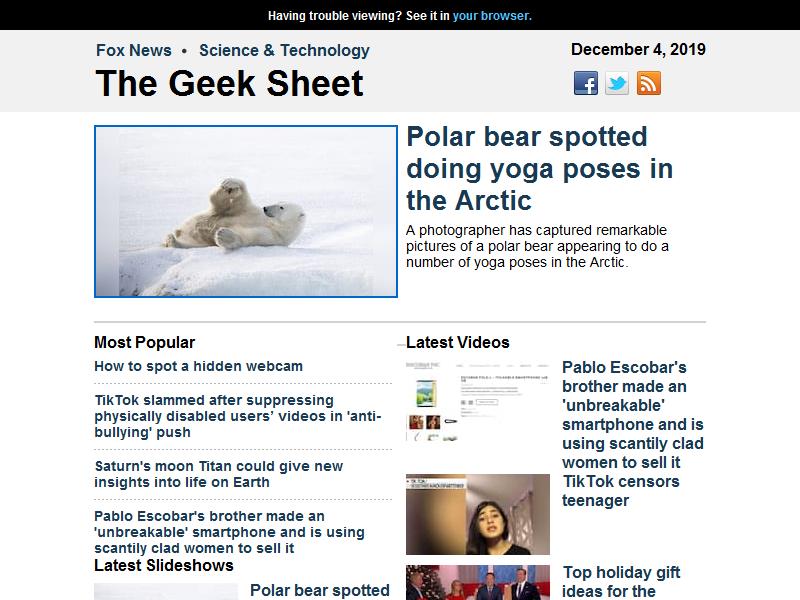 Having trouble viewing? See it in your browser.
Fox News • Science & Technology
December 4, 2019
The Geek Sheet
Polar bear spotted
doing yoga poses in
the Arctic
A photographer has captured remarkable
pictures of a polar bear appearing to do a
number of yoga poses in the Arctic.
Most Popular
How to spot a hidden webcam
TikTok slammed after suppressing
physically disabled users’ videos in 'anti-
bullying' push
Saturn's moon Titan could give new
insights into life on Earth
Pablo Escobar's brother made an
'unbreakable' smartphone and is using
scantily clad women to sell it
Latest Slideshows
Polar bear spotted
Latest Videos
Pablo Escobar's
brother made an
'unbreakable'
smartphone and is
using scantily clad
women to sell it
TikTok censors
teenager
Top holiday gift
ideas for the